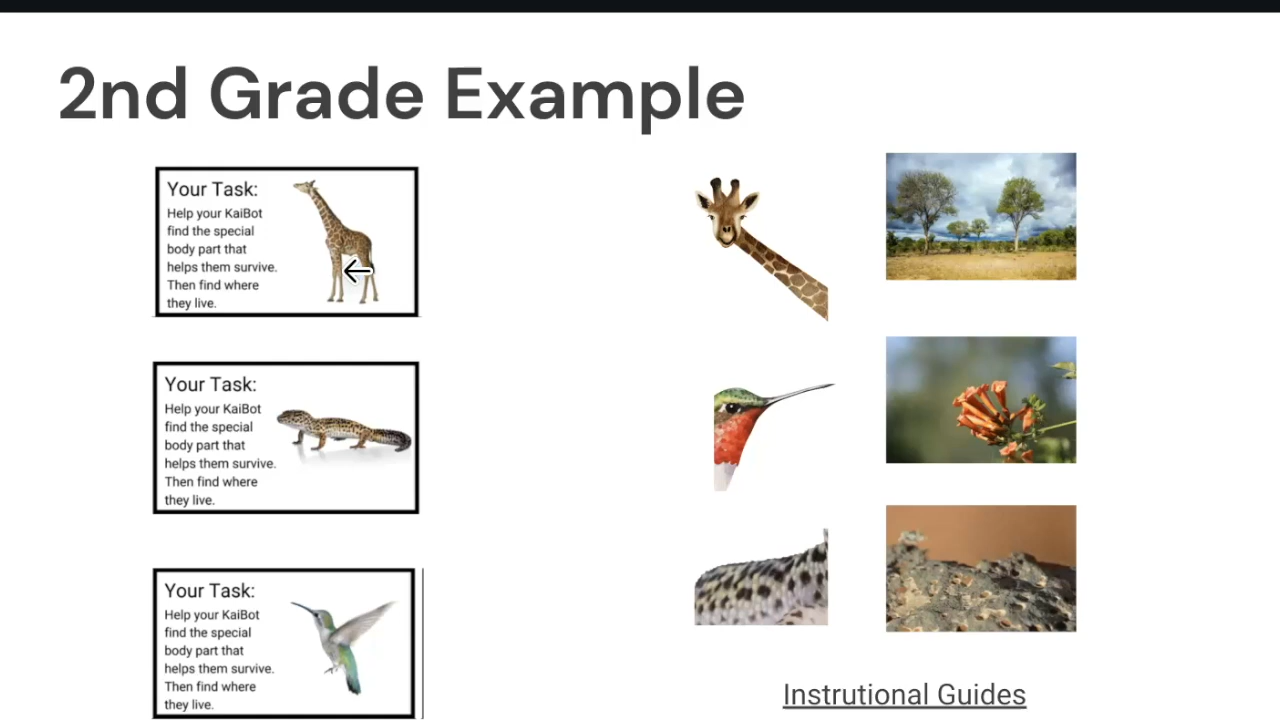 2nd Grade Example
Your Task:
Help your KaiBot
find the special
body part that
helps them survive.
Then find where
they live.
Your Task:
Help your KaiBot
find the special
body part that
helps them survive.
Then find where
they live.
Your Task:
Help your KaiBot
find the special
body part that
helps them survive.
Then find where
they live.
Instrutional Guides